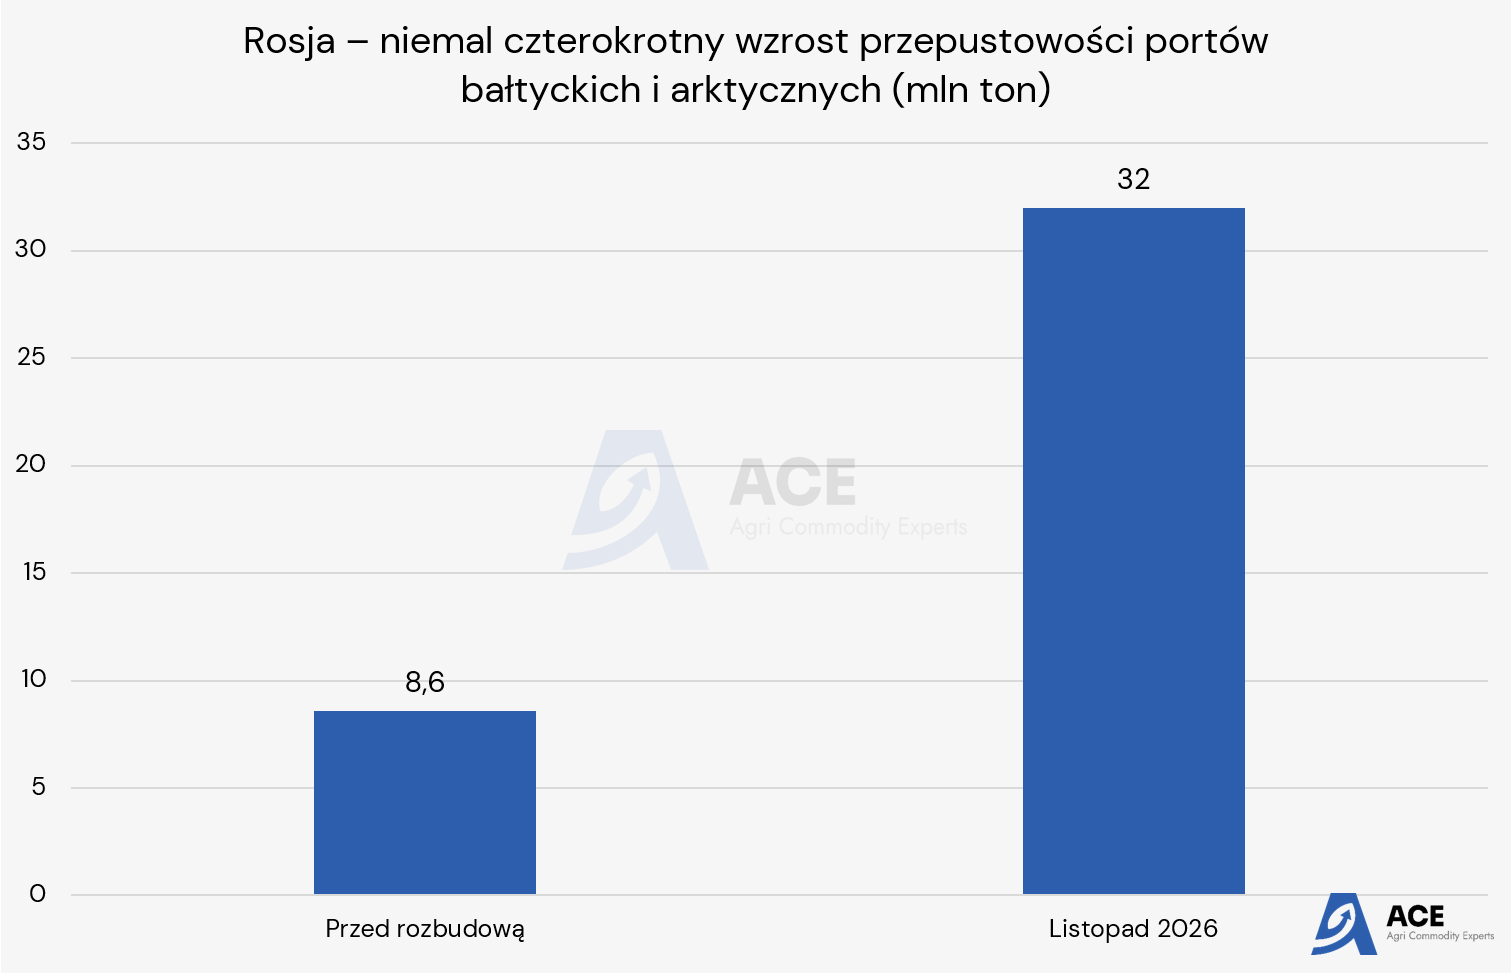 Rosja – niemal czterokrotny wzrost przepustowości portów
bałtyckich i arktycznych (mln ton)
35
32
30
25
20
ACE
Agri Commodity Experts
15
10
8,6
5
0
Przed rozbudową
Listopad 2026
ACE
Agri Commodity Experts